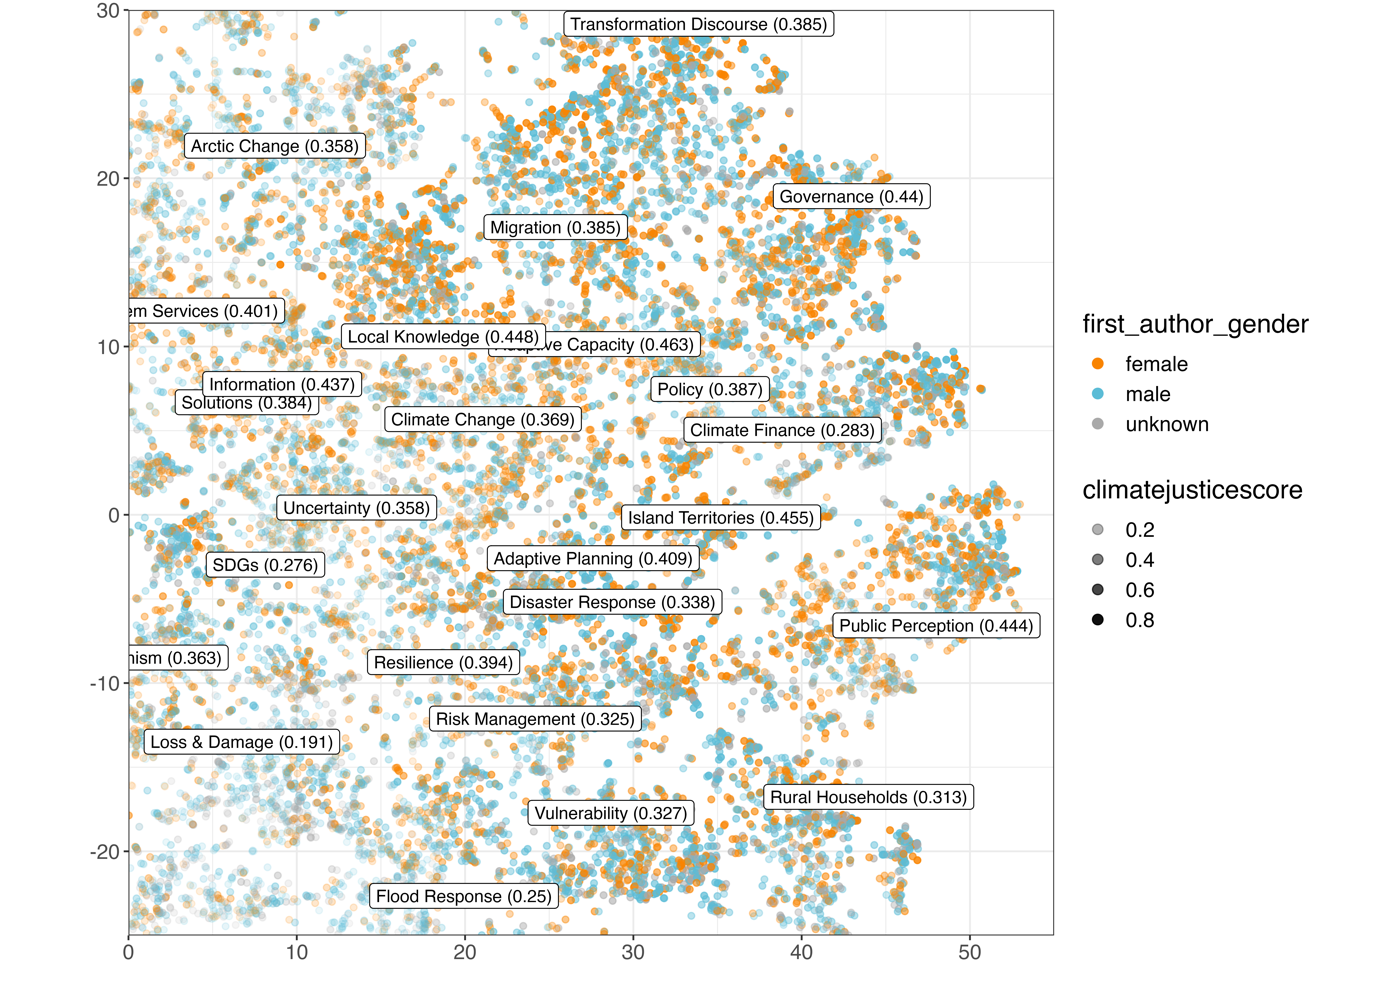 30
20
10
0
-10
-20
0
10
20
30
40
50
Transformation Discourse (0.385)
Arctic Change (0.358)
Governance (0.44)
Migration (0.385)
Services (0.401)
Local Knowledge (0.448)
Capacity (0.463)
Information (0.437)
Policy (0.387)
Solutions (0.384)
Climate Change (0.369)
Climate Finance (0.283)
Uncertainty (0.358)
Island Territories (0.455)
SDGs (0.276)
Adaptive Planning (0.409)
Disaster Response (0.338)
Public Perception (0.444)
(0.363)
Resilience (0.394)
Risk Management (0.325)
Loss & Damage (0.191)
Rural Households (0.313)
Vulnerability (0.327)
Flood Response (0.25)
first_author_gender
female
male
unknown
climatejusticescore
0.2
0.4
0.6
0.8